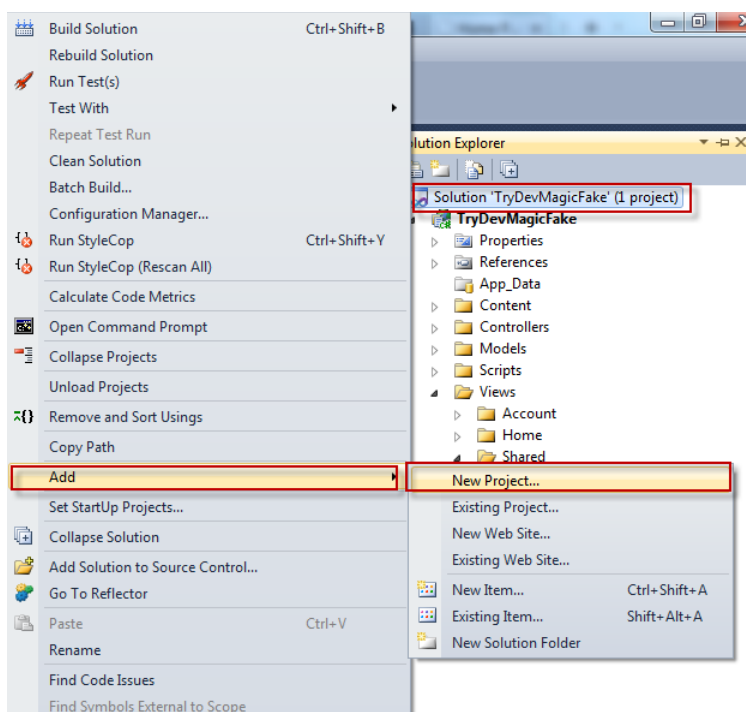 Build Solution Ctrl+Shift+B
Rebuild Solution
Run Test(s)
Test With
Repeat Test Run
Clean Solution
Batch Build...
Configuration Manager...
Run StyleCop Ctrl+Shift+Y
Run StyleCop (Rescan All)
Calculate Code Metrics
Open Command Prompt
Collapse Projects
Unload Projects
Remove and Sort Usings
Copy Path
Add
Set StartUp Projects...
Collapse Solution
Add Solution to Source Control...
Go To Reflector
Paste Ctrl+V
Rename
Find Code Issues
Find Symbols External to Scope
lution Explorer
Solution 'TryDevMagicFake' (1 project)
TryDevMagicFake
Properties
References
App_Data
Content
Controllers
Models
Scripts
Views
Account
Home
Shared
New Project...
Existing Project...
New Web Site...
Existing Web Site...
New Item... Ctrl+Shift+A
Existing Item... Shift+Alt+A
New Solution Folder